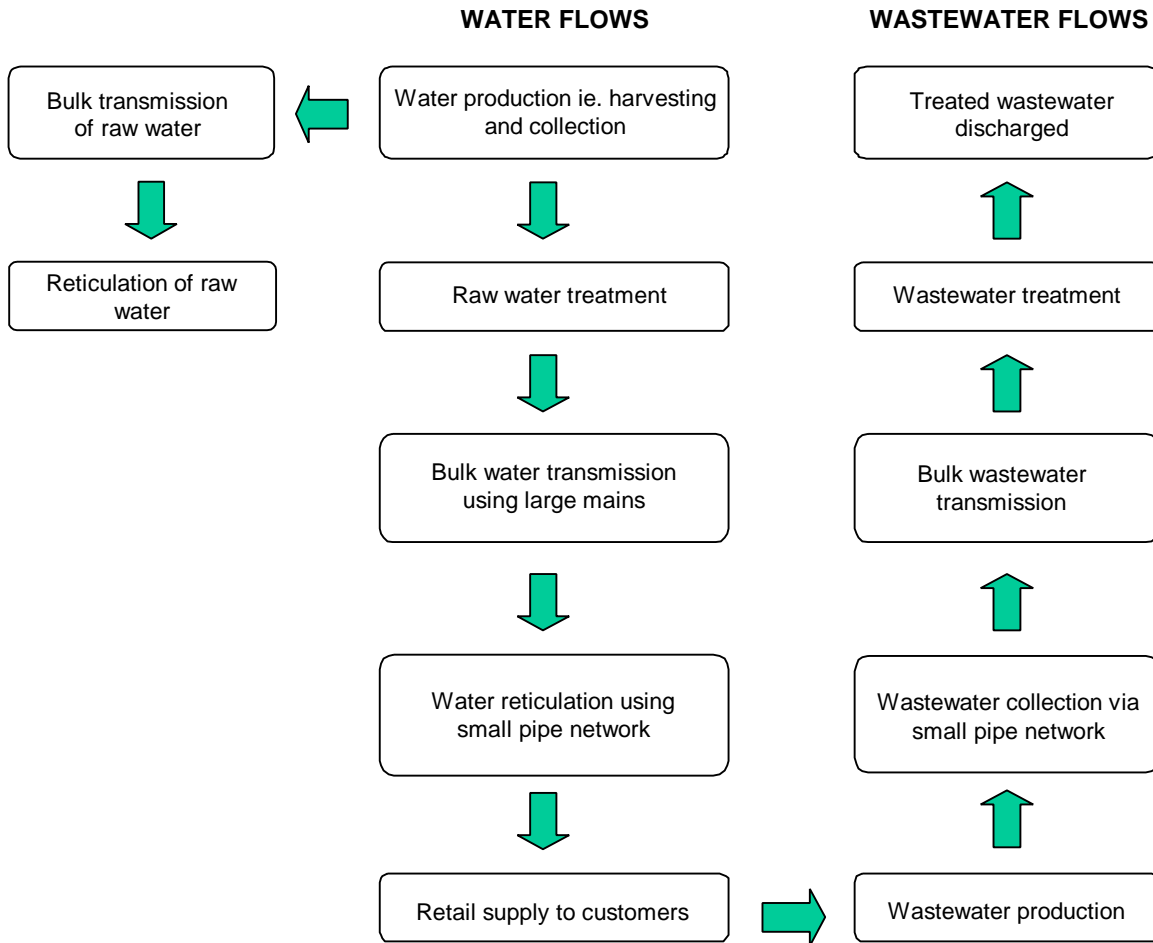 WATER FLOWS
WASTEWATER FLOWS
Bulk transmission
of raw water
Water production ie. harvesting
and collection
Treated wastewater
discharged
Reticulation of raw
water
Raw water treatment
Wastewater treatment
Bulk water transmission
using large mains
Bulk wastewater
transmission
Water reticulation using
small pipe network
Wastewater collection via
small pipe network
Retail supply to customers
Wastewater production